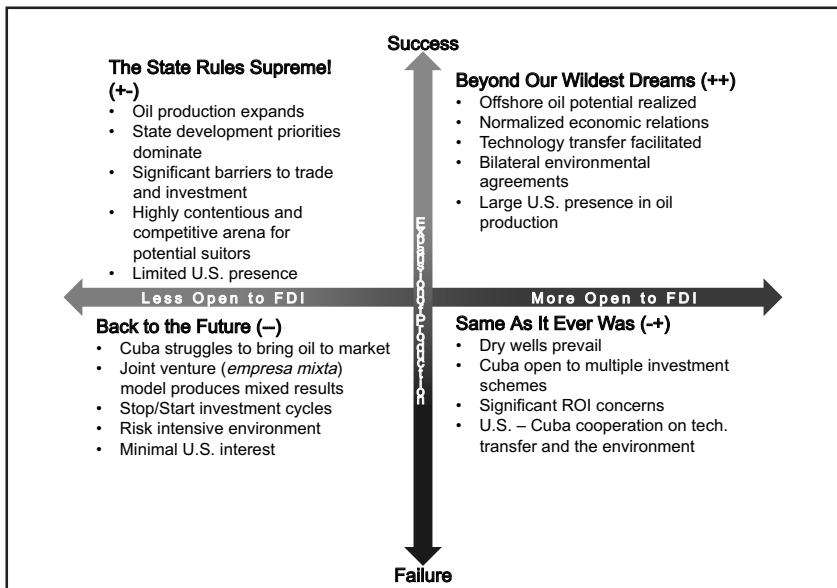 Success
The State Rules Supreme!
(+-)
• Oil production expands
• State development priorities
dominate
• Significant barriers to trade
and investment
• Highly contentious and
competitive arena for
potential suitors
• Limited U.S. presence
Beyond Our Wildest Dreams (++)
• Offshore oil potential realized
• Normalized economic relations
• Technology transfer facilitated
• Bilateral environmental
agreements
• Large U.S. presence in oil
production
Expansion of Production
Less Open to FDI
More Open to FDI
Back to the Future (--)
• Cuba struggles to bring oil to market
• Joint venture (empresa mixta)
model produces mixed results
• Stop/Start investment cycles
• Risk intensive environment
• Minimal U.S. interest
Same As It Ever Was (-+)
• Dry wells prevail
• Cuba open to multiple investment
schemes
• Significant ROI concerns
• U.S. – Cuba cooperation on tech.
transfer and the environment
Failure